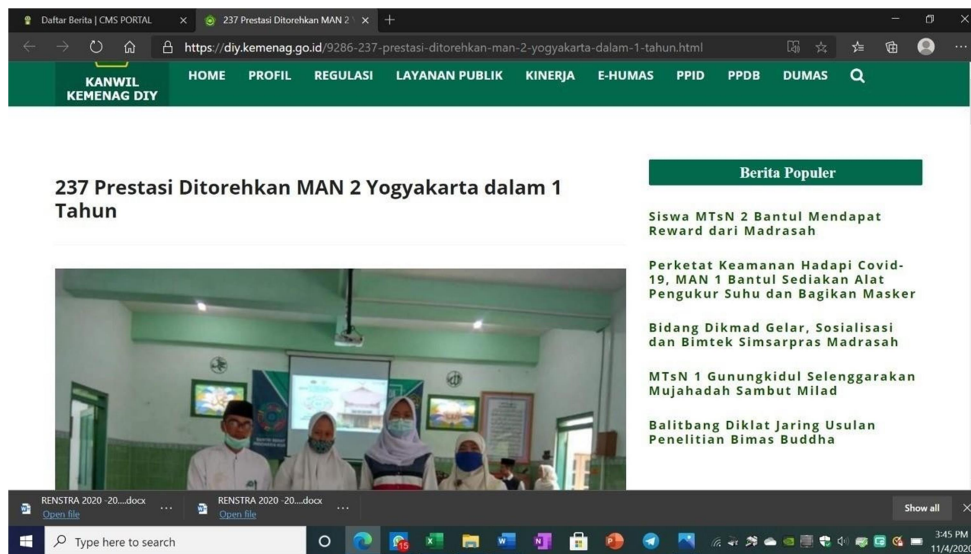 Daftar Berita | CMS PORTAL
237 Prestasi Ditorehkan MAN 2 Y
https://diy.kemenag.go.id/9286-237-prestasi-ditorehkan-man-2-yogyakarta-dalam-1-tahun.html
KANWIL
KEMENAG DIY
HOME PROFIL REGULASI LAYANAN PUBLIK KINERJA E-HUMAS PPID PPDB DUMAS
237 Prestasi Ditorehkan MAN 2 Yogyakarta dalam 1
Tahun
Berita Populer
Siswa MTsN 2 Bantul Mendapat
Reward dari Madrasah
Perketat Keamanan Hadapi Covid-
19, MAN 1 Bantul Sediakan Alat
Pengukur Suhu dan Bagikan Masker
Bidang Dikmad Gelar, Sosialisasi
dan Bimtek Simsarpras Madrasah
MTsN 1 Gunungkidul Selenggarakan
Mujahadah Sambut Milad
Balitbang Diklat Jaring Usulan
Penelitian Bimas Buddha
RENSTRA 2020 -20....docx
Open file
RENSTRA 2020 -20....docx
Open file
Show all
Type here to search
15
3:45 PM